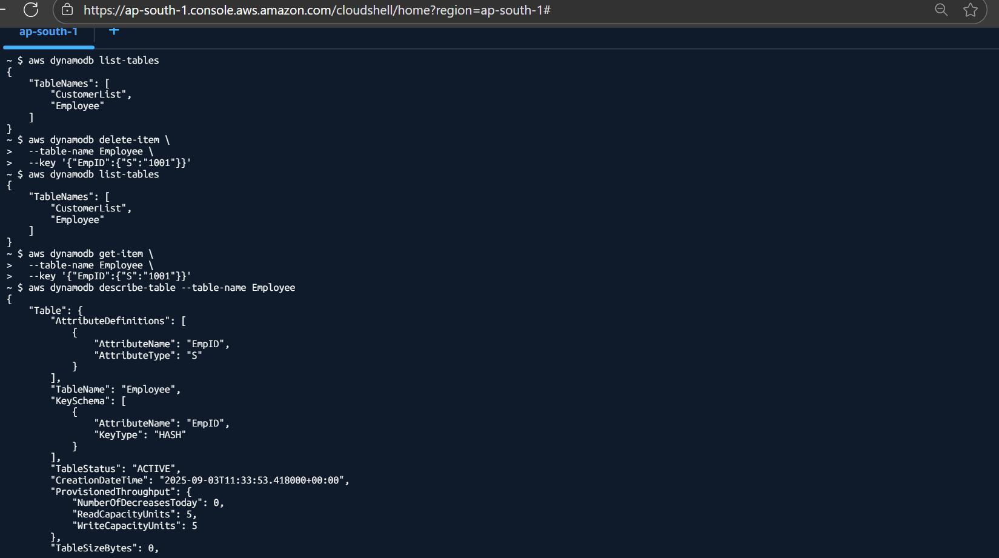 https://ap-south-1.console.aws.amazon.com/cloudshell/home?region=ap-south-1#
ap-south-1 +
~ $ aws dynamodb list-tables
{
    "TableNames": [
        "CustomerList",
        "Employee"
    ]
}
~ $ aws dynamodb delete-item \
>   --table-name Employee \
>   --key '{"EmpID":{"S":"1001"}}'
~ $ aws dynamodb list-tables
{
    "TableNames": [
        "CustomerList",
        "Employee"
    ]
}
~ $ aws dynamodb get-item \
>   --table-name Employee \
>   --key '{"EmpID":{"S":"1001"}}'
~ $ aws dynamodb describe-table --table-name Employee
{
    "Table": {
        "AttributeDefinitions": [
            {
                "AttributeName": "EmpID",
                "AttributeType": "S"
            }
        ],
        "TableName": "Employee",
        "KeySchema": [
            {
                "AttributeName": "EmpID",
                "KeyType": "HASH"
            }
        ],
        "TableStatus": "ACTIVE",
        "CreationDateTime": "2025-09-03T11:33:53.418000+00:00",
        "ProvisionedThroughput": {
            "NumberOfDecreasesToday": 0,
            "ReadCapacityUnits": 5,
            "WriteCapacityUnits": 5
        },
        "TableSizeBytes": 0,